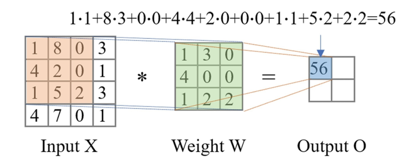 1·1+8·3+0·0+4·4+2·0+0·0+1·1+5·2+2·2=56
1 8 0 3
4 2 0 1
1 5 2 3
4 7 0 1
*
1 3 0
4 0 0
1 2 2
=
56
Input X
Weight W
Output O